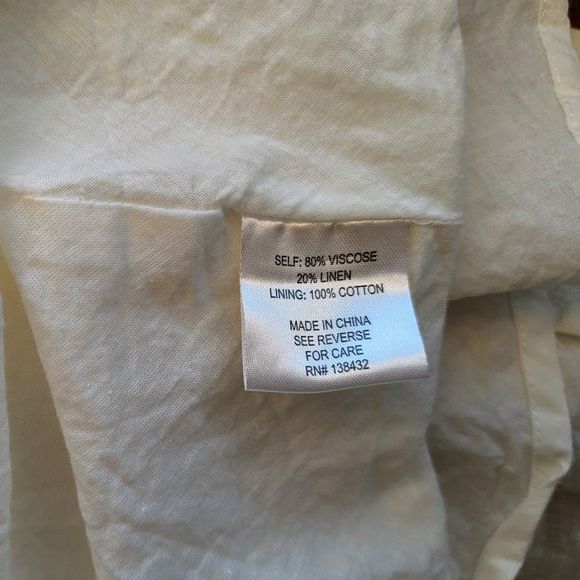 SELF: 80% VISCOSE
20% LINEN
LINING: 100% COTTON
MADE IN CHINA
SEE REVERSE
FOR CARE
RN# 138432